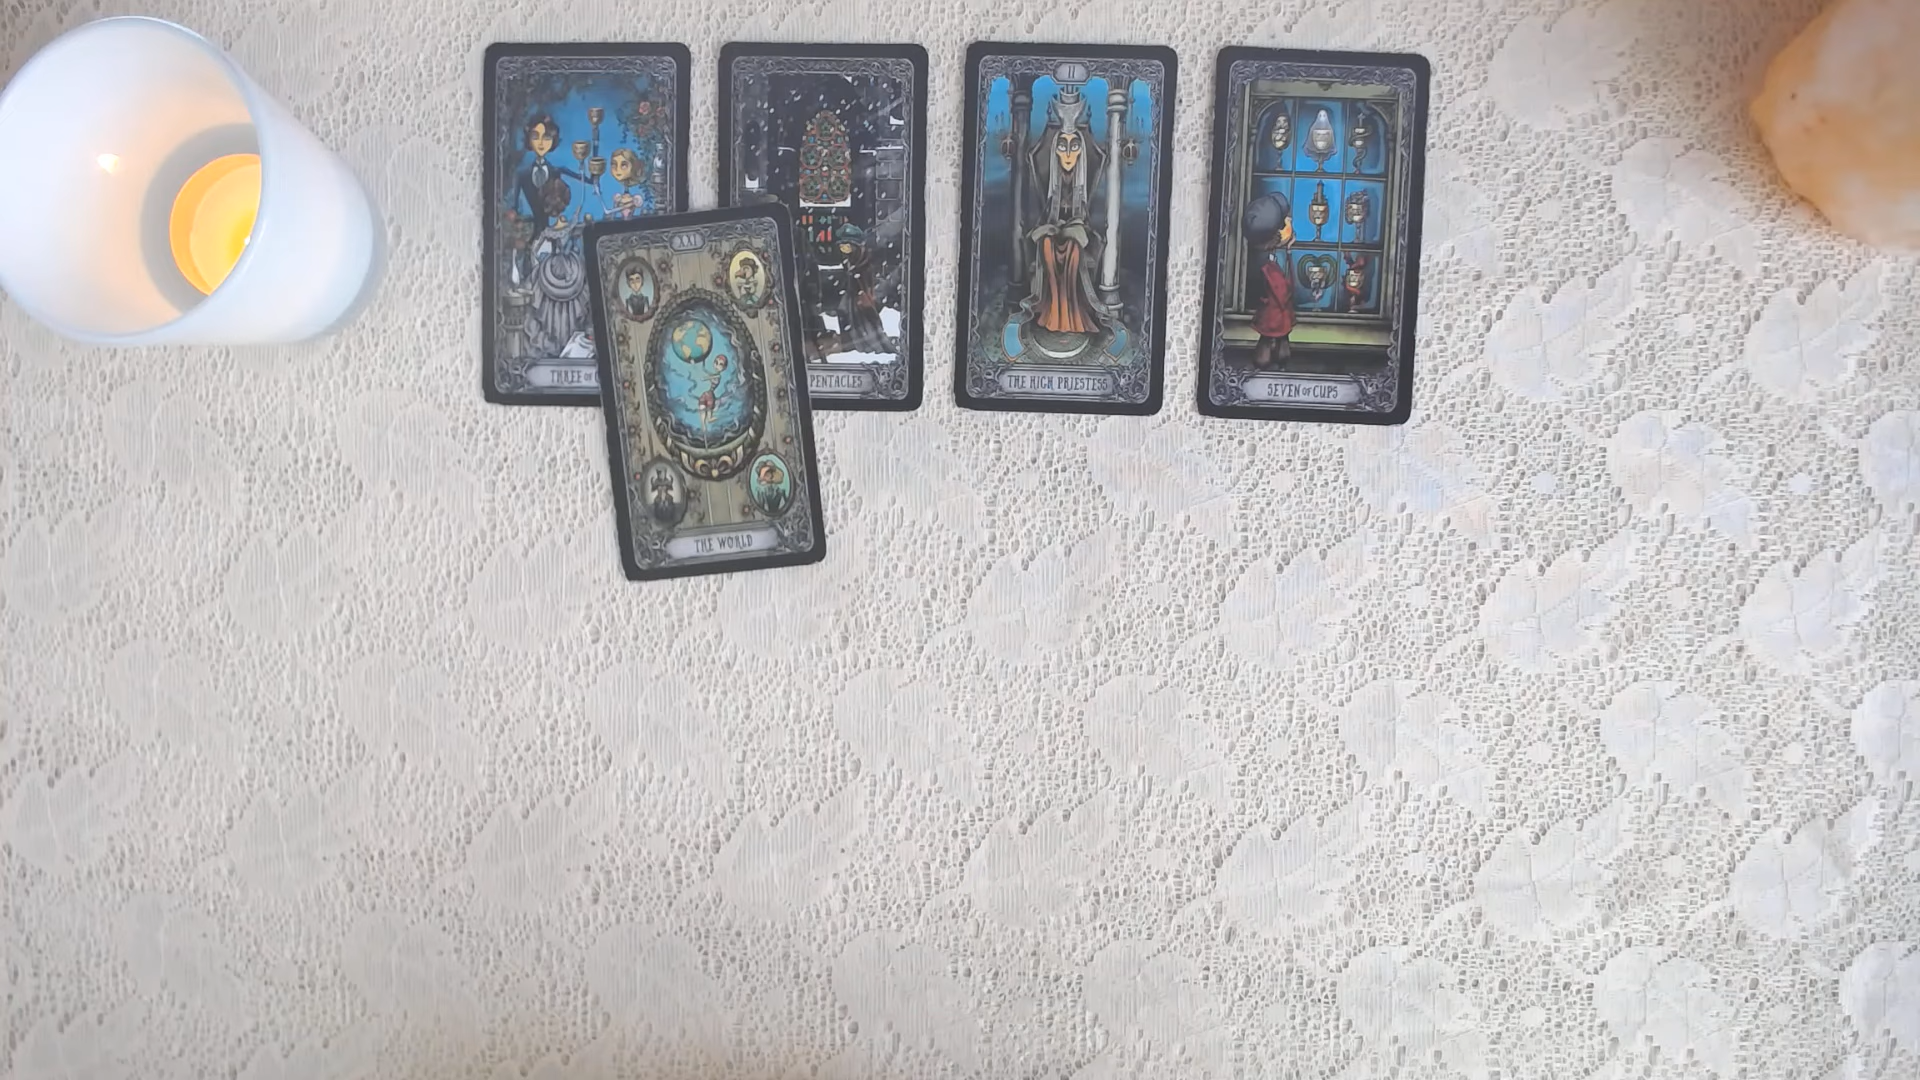 THREE OF
PENTACLES
II
THE HIGH PRIESTESS
SEVEN OF CUPS
XXI
THE WORLD